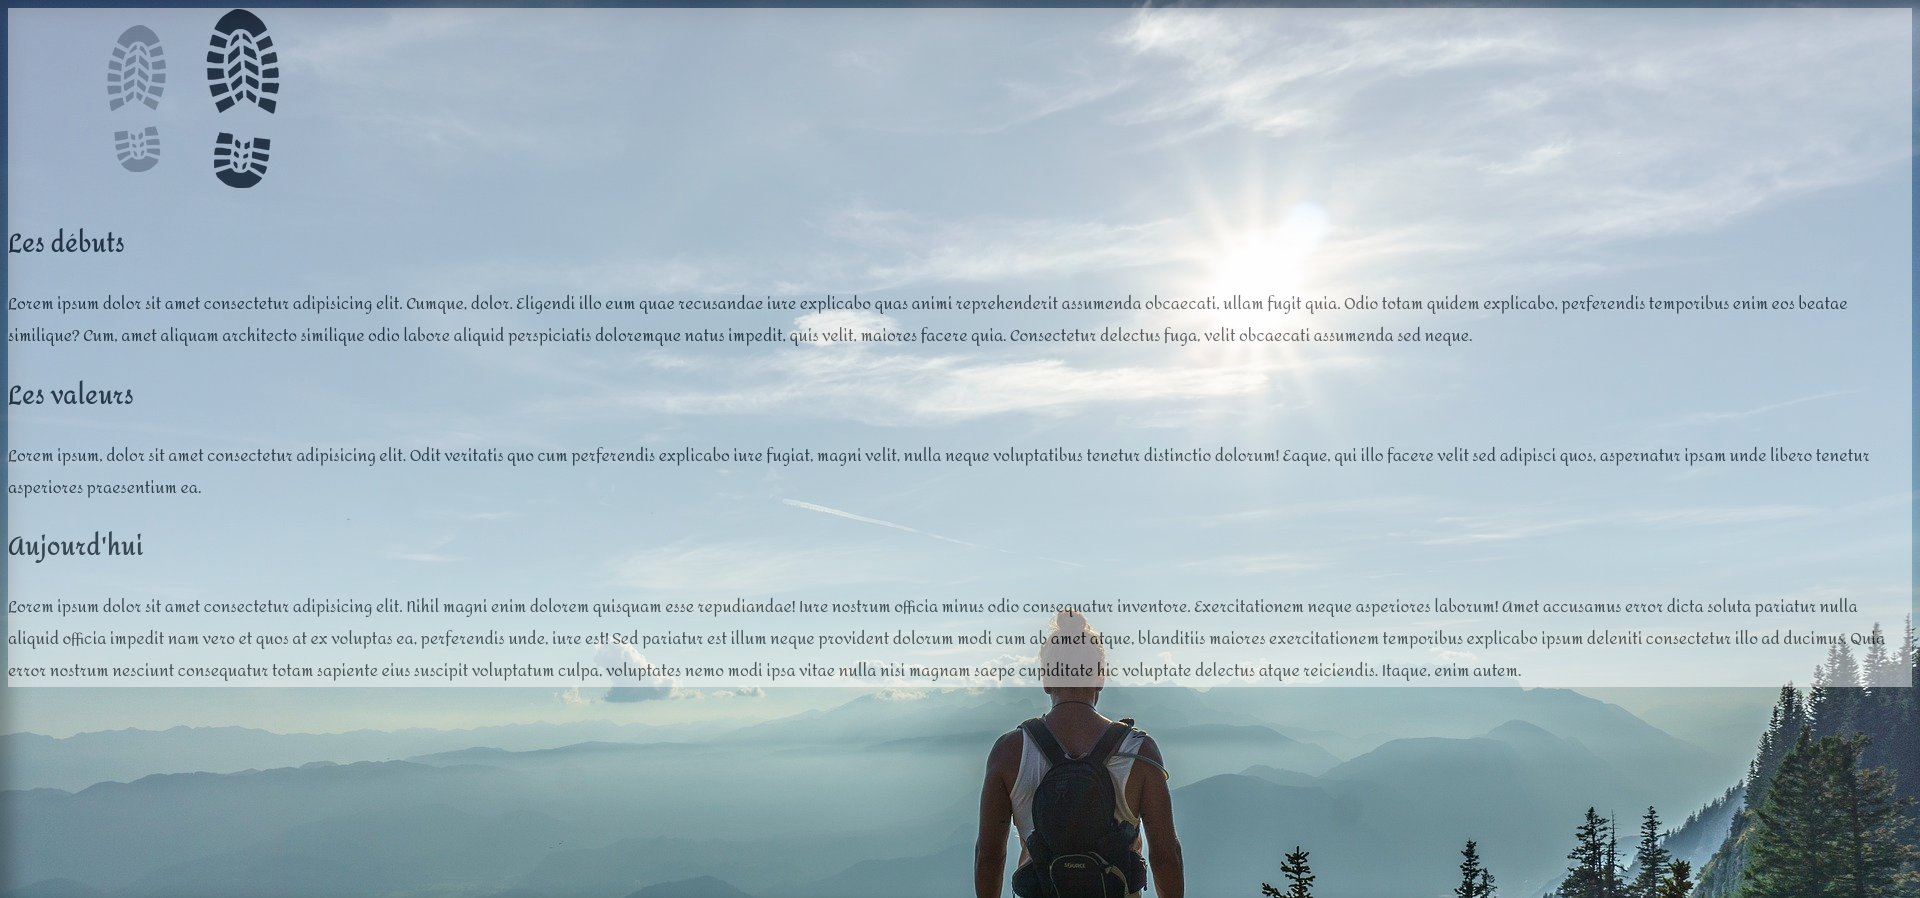 Les débuts
Lorem ipsum dolor sit amet consectetur adipisicing elit. Cumque, dolor. Eligendi illo eum quae recusandae iure explicabo quas animi reprehenderit assumenda obcaecati, ullam fugit quia. Odio totam quidem explicabo, perferendis temporibus enim eos beatae
similique? Cum, amet aliquam architecto similique odio labore aliquid perspiciatis doloremque natus impedit, quis velit, maiores facere quia. Consectetur delectus fuga, velit obcaecati assumenda sed neque.
Les valeurs
Lorem ipsum, dolor sit amet consectetur adipisicing elit. Odit veritatis quo cum perferendis explicabo iure fugiat, magni velit, nulla neque voluptatibus tenetur distinctio dolorum! Eaque, qui illo facere velit sed adipisci quos, aspernatur ipsam unde libero tenetur
asperiores praesentium ea.
Aujourd'hui
Lorem ipsum dolor sit amet consectetur adipisicing elit. Nihil magni enim dolorem quisquam esse repudiandae! Iure nostrum officia minus odio consequatur inventore. Exercitationem neque asperiores laborum! Amet accusamus error dicta soluta pariatur nulla
aliquid officia impedit nam vero et quos at ex voluptas ea, perferendis unde, iure est! Sed pariatur est illum neque provident dolorum modi cum ab amet atque, blanditiis maiores exercitationem temporibus explicabo ipsum deleniti consectetur illo ad ducimus. Quia
error nostrum nesciunt consequatur totam sapiente eius suscipit voluptatum culpa, voluptates nemo modi ipsa vitae nulla nisi magnam saepe cupiditate hic voluptate delectus atque reiciendis. Itaque, enim autem.